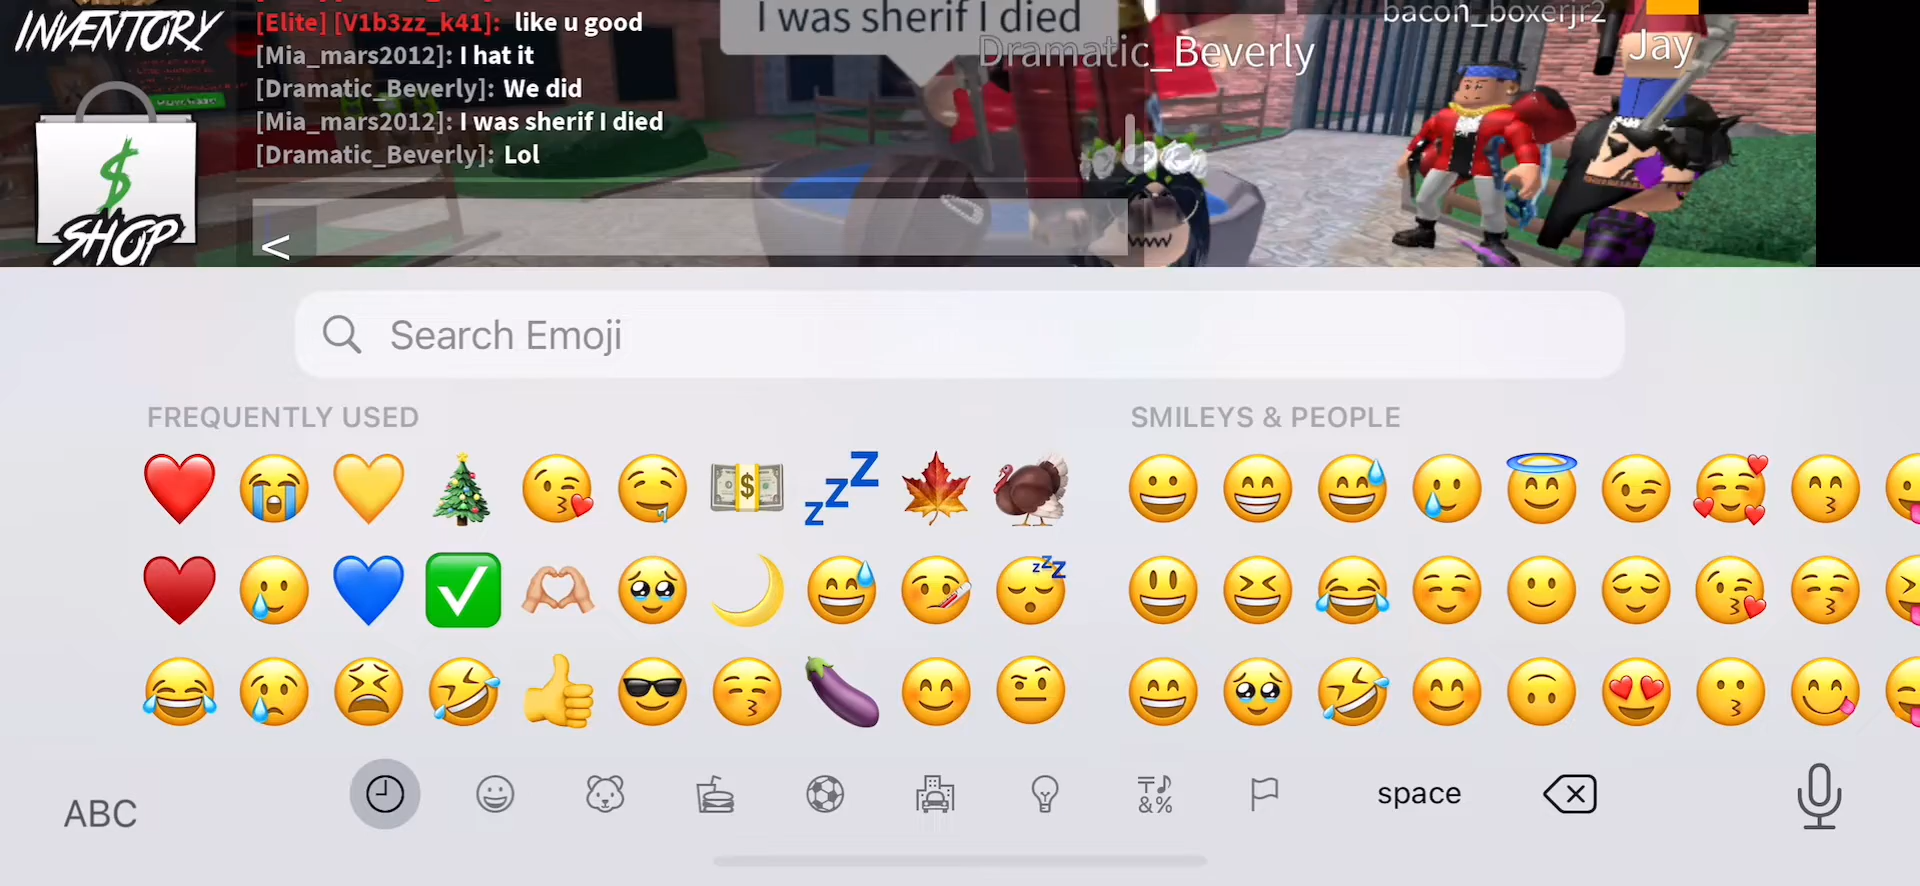 INVENTORY
[Elite] [V1b3zz_k41]: like u good
[Mia_mars2012]: I hat it
[Dramatic_Beverly]: We did
[Mia_mars2012]: I was sherif I died
[Dramatic_Beverly]: Lol
I was sherif I died
Dramatic_Beverly
bacon_boxerjr2
Jay
$
SHOP
<
Search Emoji
FREQUENTLY USED
SMILEYS & PEOPLE
ABC
space